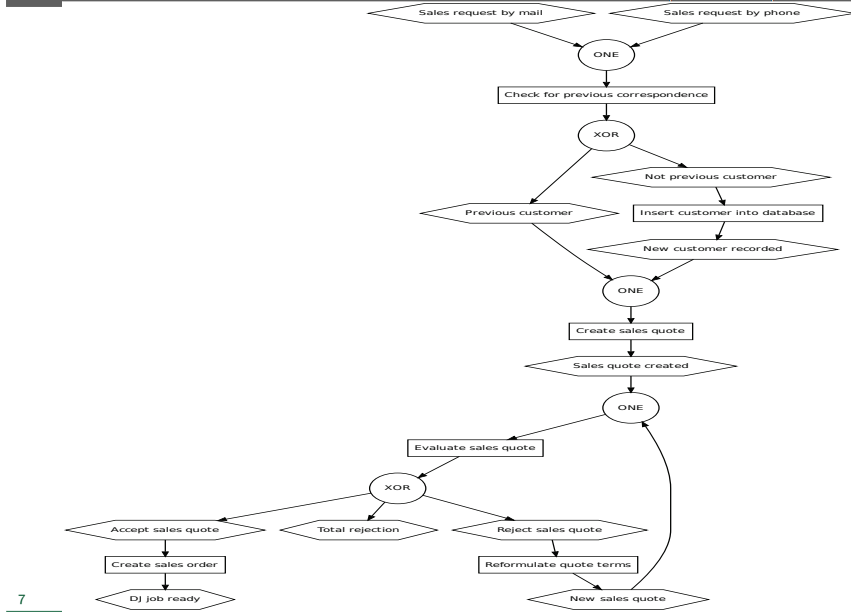 Sales request by mail
Sales request by phone
ONE
Check for previous correspondence
XOR
Not previous customer
Previous customer
Insert customer into database
New customer recorded
ONE
Create sales quote
Sales quote created
ONE
Evaluate sales quote
XOR
Accept sales quote
Total rejection
Reject sales quote
Create sales order
Reformulate quote terms
DJ job ready
New sales quote
7